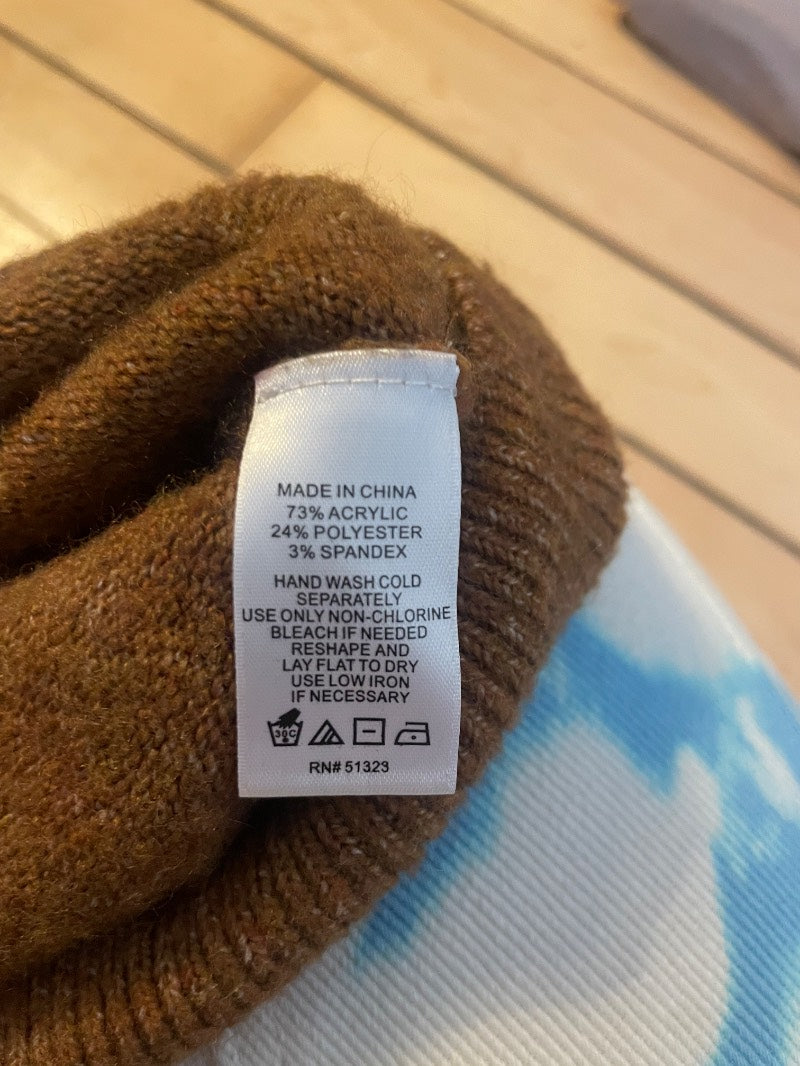 MADE IN CHINA
73% ACRYLIC
24% POLYESTER
3% SPANDEX
HAND WASH COLD
SEPARATELY
USE ONLY NON-CHLORINE
BLEACH IF NEEDED
RESHAPE AND
LAY FLAT TO DRY
USE LOW IRON
IF NECESSARY
30C
RN# 51323